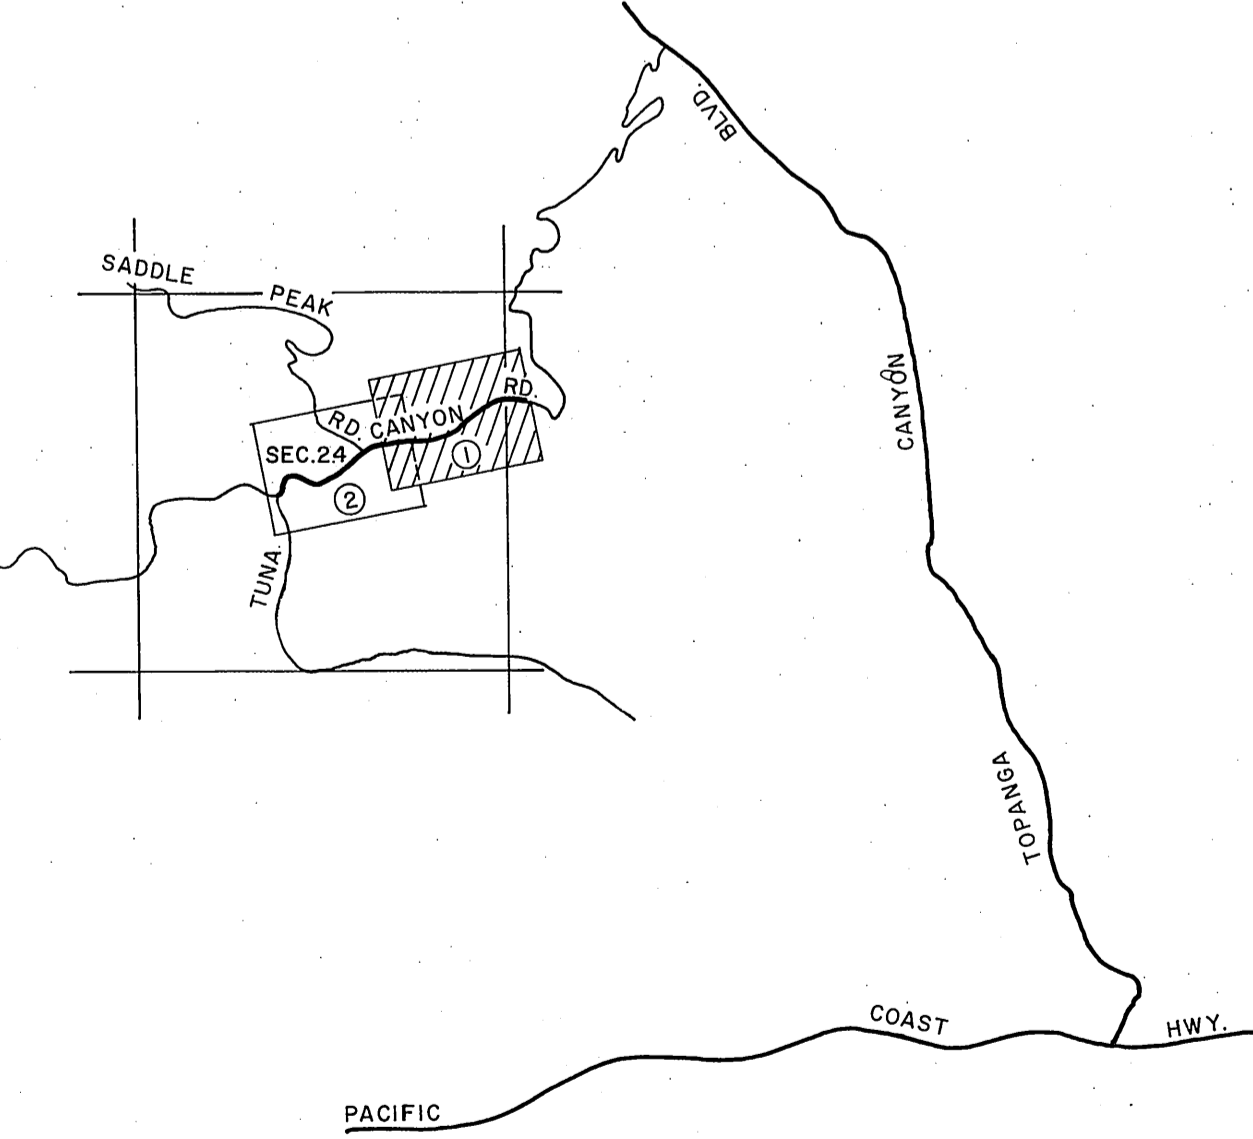 BLVD.
SADDLE
PEAK
RD.
RD.
CANYON
SEC.24
1
2
TUNA.
CANYON
TOPANGA
COAST
HWY.
PACIFIC